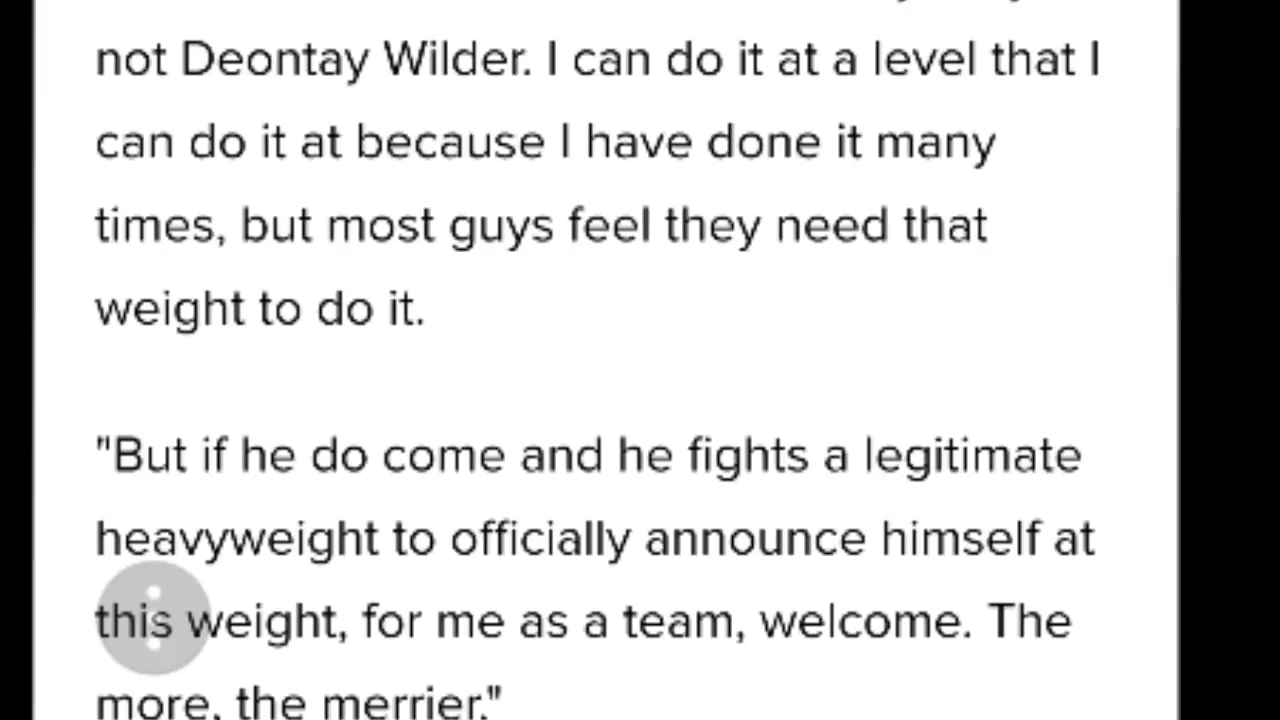 not Deontay Wilder. I can do it at a level that I
can do it at because I have done it many
times, but most guys feel they need that
weight to do it.
"But if he do come and he fights a legitimate
heavyweight to officially announce himself at
this weight, for me as a team, welcome. The
more, the merrier."